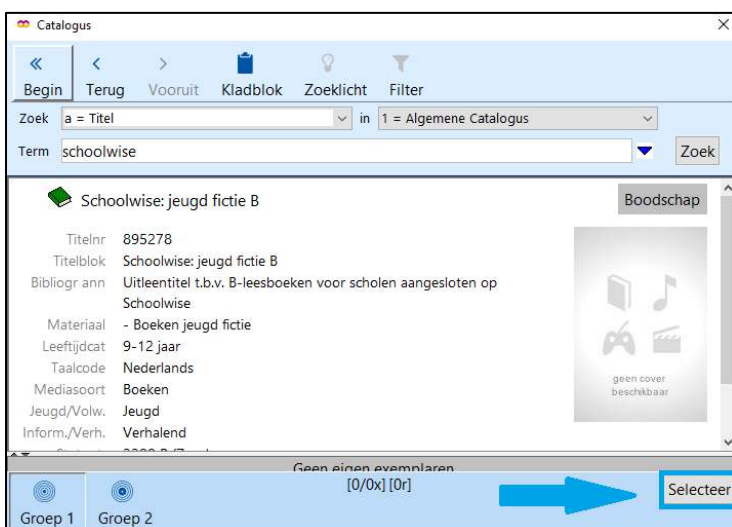 Catalogus
Begin Terug Vooruit Kladblok Zoeklicht Filter
Zoek a = Titel in 1 = Algemene Catalogus
Term schoolwise Zoek
Schoolwise: jeugd fictie B Boodschap
Titelnr 895278
Titelblok Schoolwise: jeugd fictie B
Bibliogr ann Uitleentitel t.b.v. B-leesboeken voor scholen aangesloten op
Schoolwise
Materiaal - Boeken jeugd fictie
Leeftijdcat 9-12 jaar
Taalcode Nederlands
Mediasoort Boeken
Jeugd/Volw. Jeugd
Inform./Verh. Verhalend
geen cover
beschikbaar
Geen eigen exemplaren
[0/0x] [0r] Selecteer
Groep 1 Groep 2